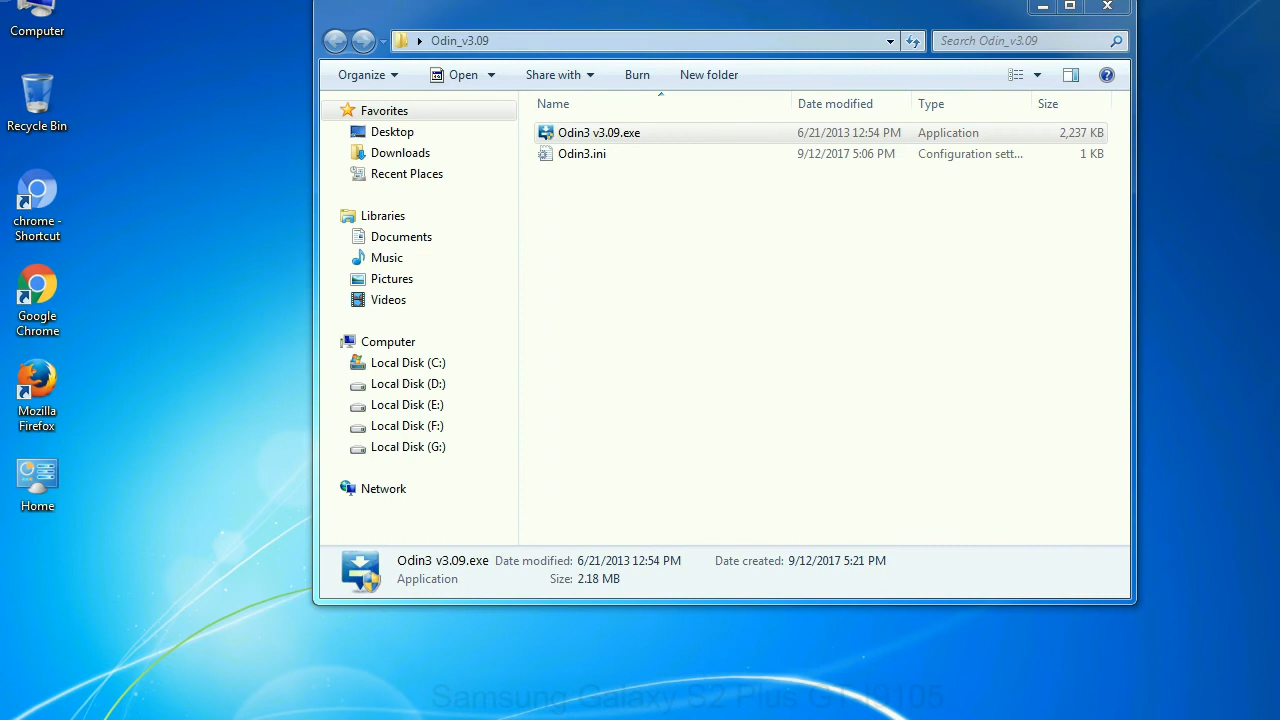 Computer
Recycle Bin
chrome -
Shortcut
Google
Chrome
Mozilla
Firefox
Home
Odin_v3.09
Search Odin_v3.09
Organize Open Share with Burn New folder
Name Date modified Type Size
Odin3 v3.09.exe 6/21/2013 12:54 PM Application 2,237 KB
Odin3.ini 9/12/2017 5:06 PM Configuration sett... 1 KB
Favorites
Desktop
Downloads
Recent Places
Libraries
Documents
Music
Pictures
Videos
Computer
Local Disk (C:)
Local Disk (D:)
Local Disk (E:)
Local Disk (F:)
Local Disk (G:)
Network
Odin3 v3.09.exe Date modified: 6/21/2013 12:54 PM Date created: 9/12/2017 5:21 PM
Application Size: 2.18 MB
Samsung Galaxy S2 Plus GT-I9105